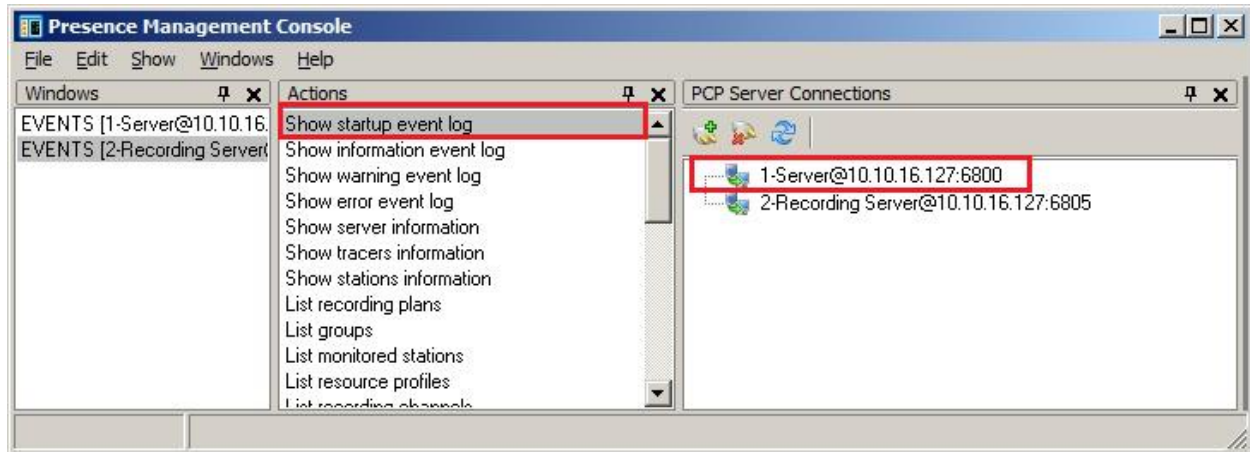 Presence Management Console
File Edit Show Windows Help
Windows
EVENTS [1-Server@10.10.16.
EVENTS [2-Recording Server(
Actions
Show startup event log
Show information event log
Show warning event log
Show error event log
Show server information
Show tracers information
Show stations information
List recording plans
List groups
List monitored stations
List resource profiles
List recording channels
PCP Server Connections
1-Server@10.10.16.127:6800
2-Recording Server@10.10.16.127:6805